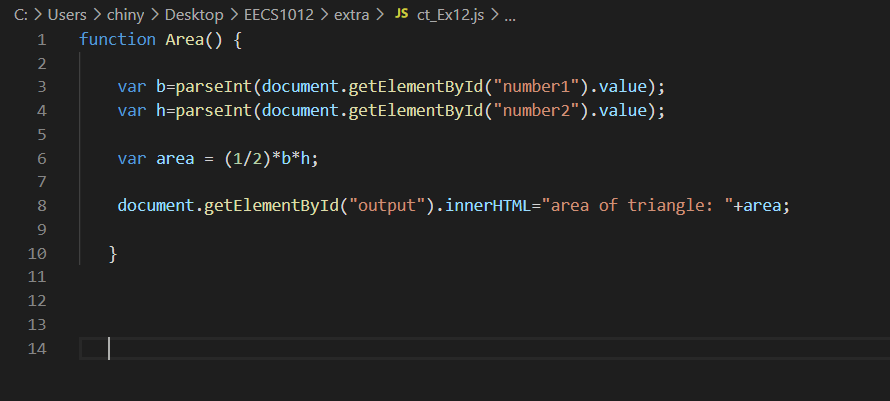 C: > Users > chiny > Desktop > EECS1012 > extra > JS ct_Ex12.js > ...
1 function Area() {
2
3 var b=parseInt(document.getElementById("number1").value);
4 var h=parseInt(document.getElementById("number2").value);
5
6 var area = (1/2)*b*h;
7
8 document.getElementById("output").innerHTML="area of triangle: "+area;
9
10 }
11
12
13
14